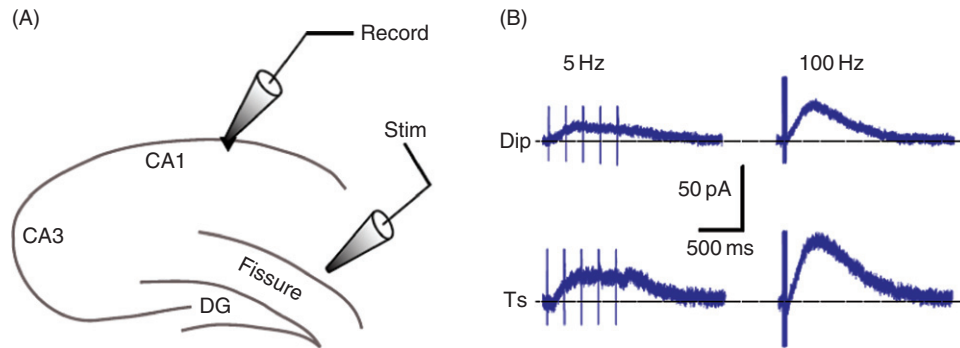 (A)
Record
Stim
CA1
CA3
Fissure
DG
(B)
5 Hz
100 Hz
Dip
50 pA
500 ms
Ts